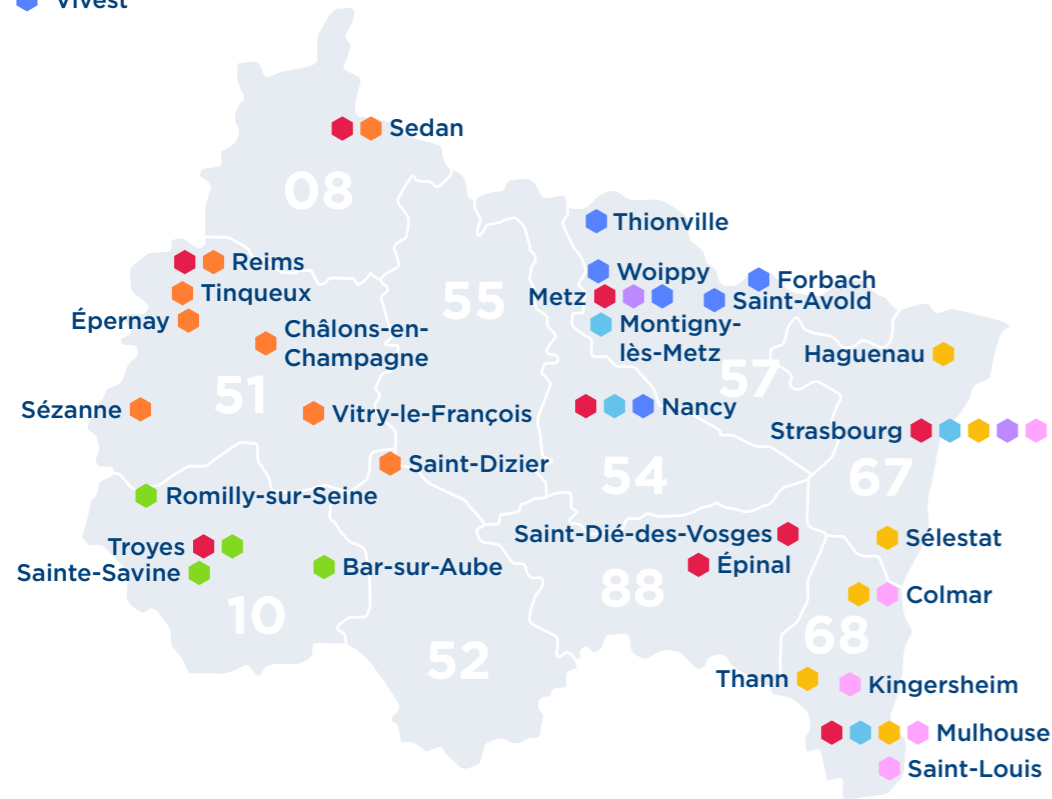 Vivest
Sedan
08
Thionville
Reims
Woippy
Forbach
Tinqueux
55
Metz
Saint-Avold
Épernay
Châlons-en-
Champagne
Montigny-
lès-Metz
Haguenau
57
51
Sézanne
Vitry-le-François
Nancy
Strasbourg
Saint-Dizier
54
67
Romilly-sur-Seine
Saint-Dié-des-Vosges
Sélestat
Troyes
Sainte-Savine
Bar-sur-Aube
Épinal
88
Colmar
10
68
52
Thann
Kingersheim
Mulhouse
Saint-Louis